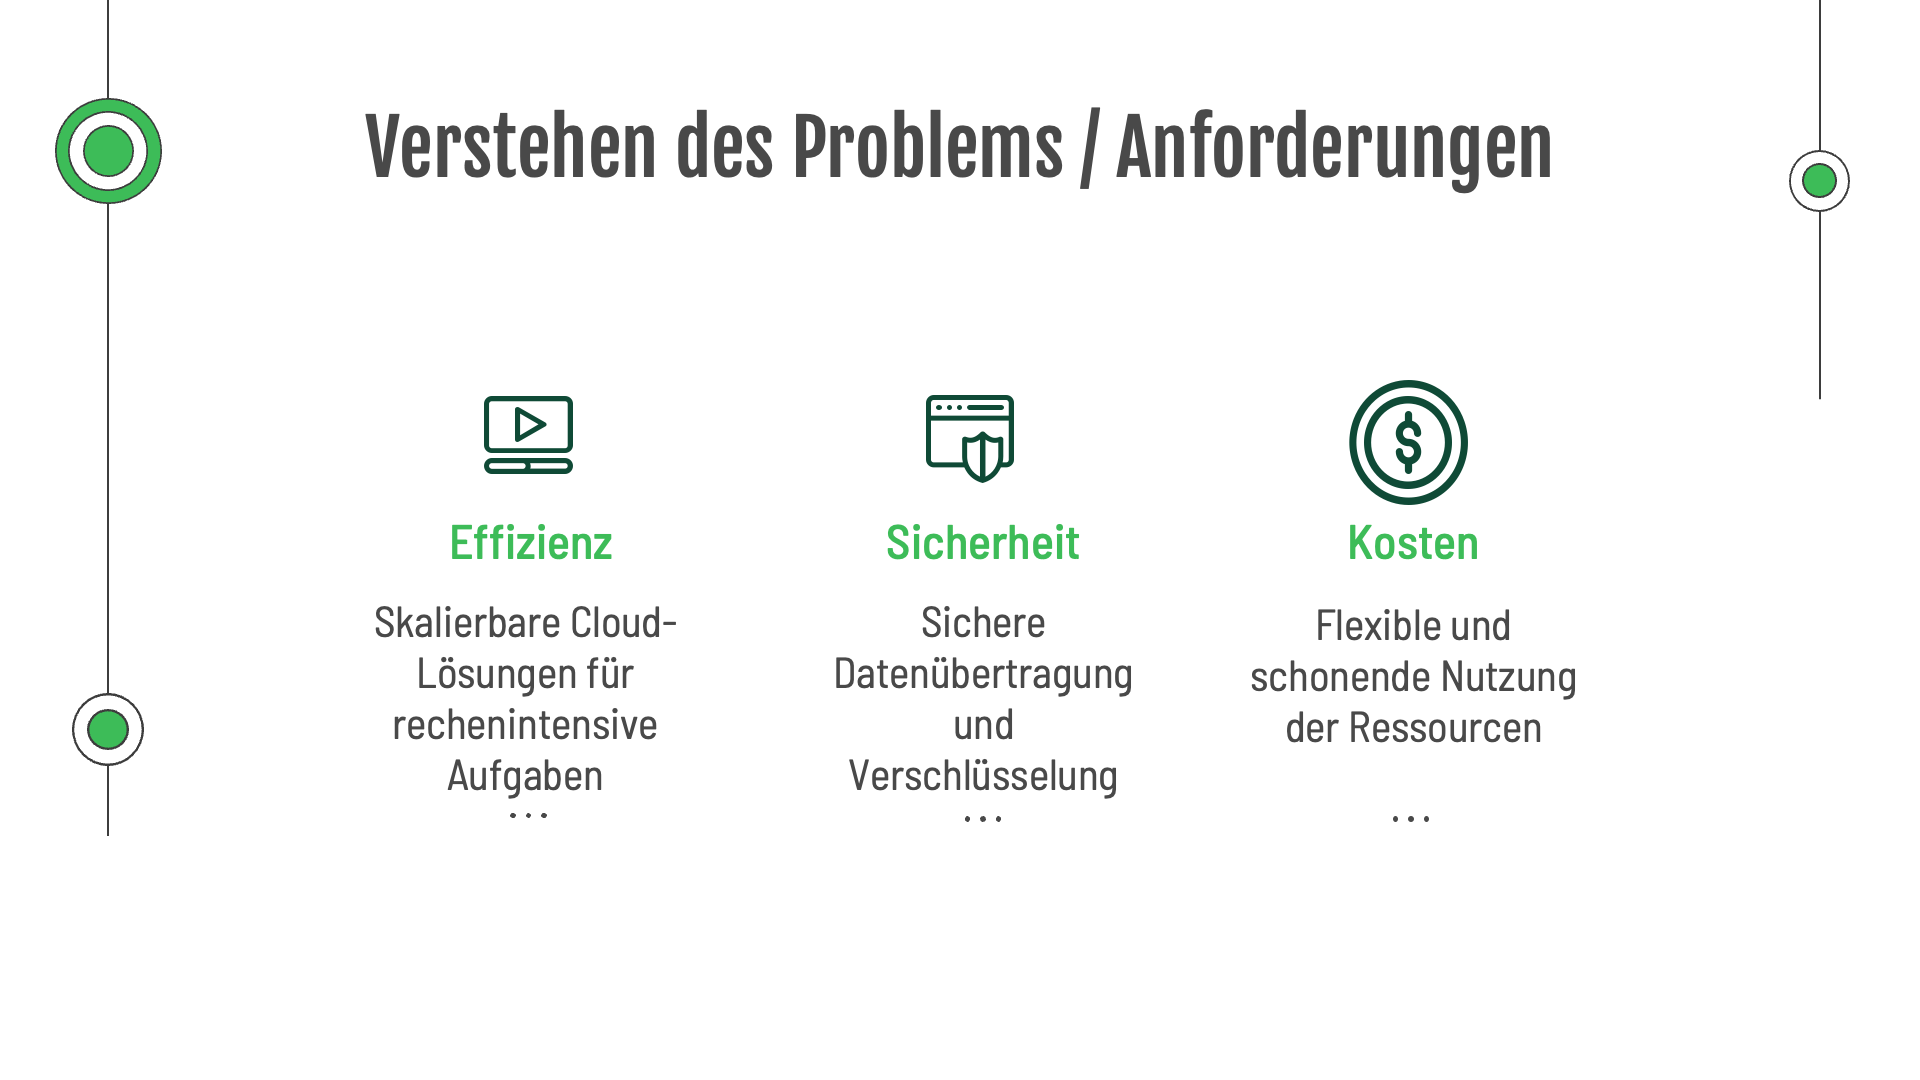 Verstehen des Problems / Anforderungen
Effizienz
Skalierbare Cloud-
Lösungen für
rechenintensive
Aufgaben
...
Sicherheit
Sichere
Datenübertragung
und
Verschlüsselung
...
$
Kosten
Flexible und
schonende Nutzung
der Ressourcen
...